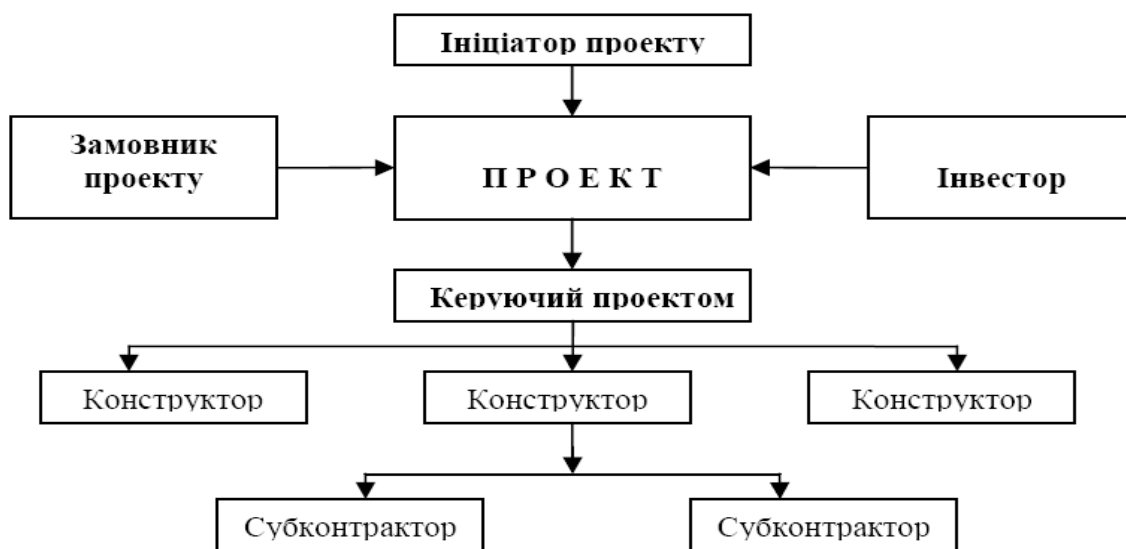 Ініціатор проекту
Замовник
проекту
П Р О Е К Т
Інвестор
Керуючий проектом
Конструктор
Конструктор
Конструктор
Субконтрактор
Субконтрактор